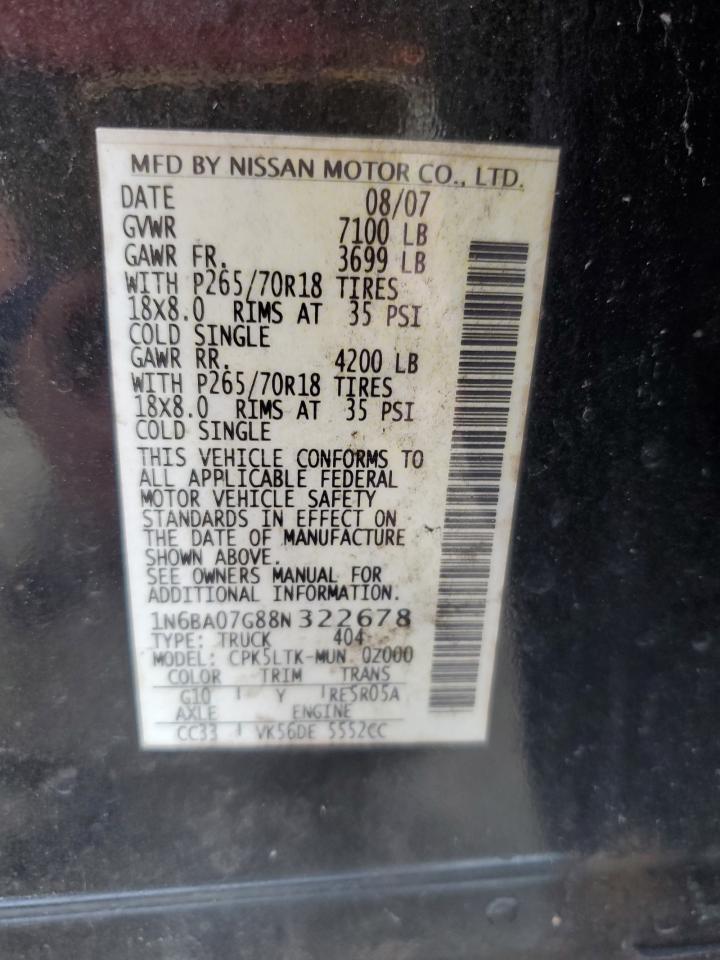 MFD BY NISSAN MOTOR CO., LTD.
DATE 08/07
GVWR 7100 LB
GAWR FR. 3699 LB
WITH P265/70R18 TIRES
18X8.0 RIMS AT 35 PSI
COLD SINGLE
GAWR RR. 4200 LB
WITH P265/70R18 TIRES
18X8.0 RIMS AT 35 PSI
COLD SINGLE
THIS VEHICLE CONFORMS TO
ALL APPLICABLE FEDERAL
MOTOR VEHICLE SAFETY
STANDARDS IN EFFECT ON
THE DATE OF MANUFACTURE
SHOWN ABOVE.
SEE OWNERS MANUAL FOR
ADDITIONAL INFORMATION.
1N6BA07G88N 322678
TYPE: TRUCK 404
MODEL: CPK5LTK-MUN 0Z000
COLOR TRIM TRANS
G10 Y RE5R05A
AXLE ENGINE
CC33 VK56DE 5552CC